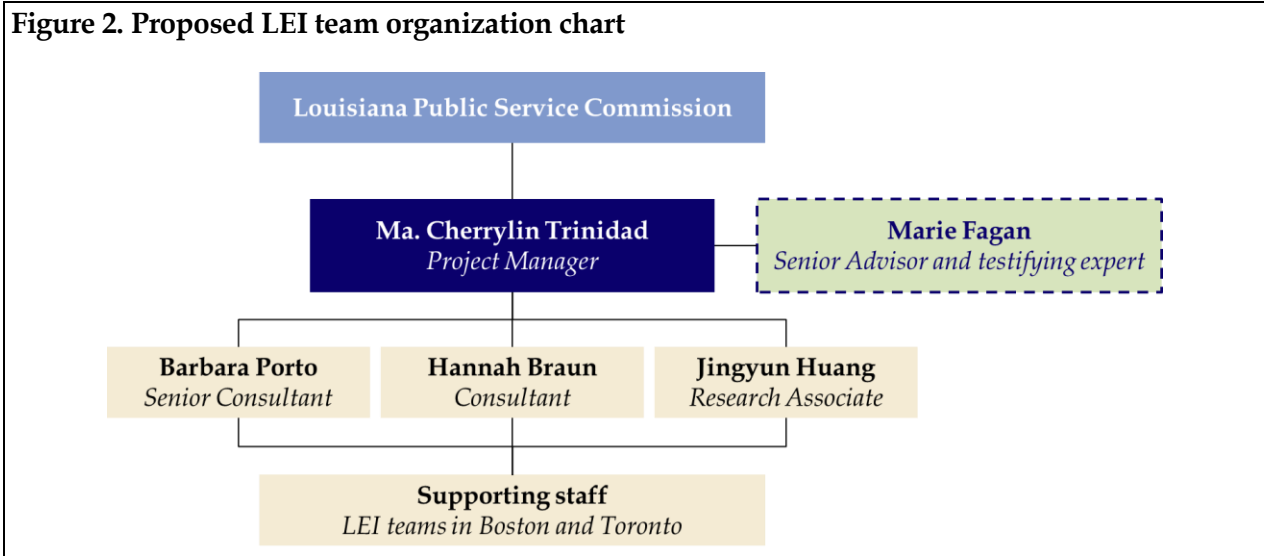 Figure 2. Proposed LEI team organization chart
Louisiana Public Service Commission
Ma. Cherrylin Trinidad
Project Manager
Marie Fagan
Senior Advisor and testifying expert
Barbara Porto
Senior Consultant
Hannah Braun
Consultant
Jingyun Huang
Research Associate
Supporting staff
LEI teams in Boston and Toronto